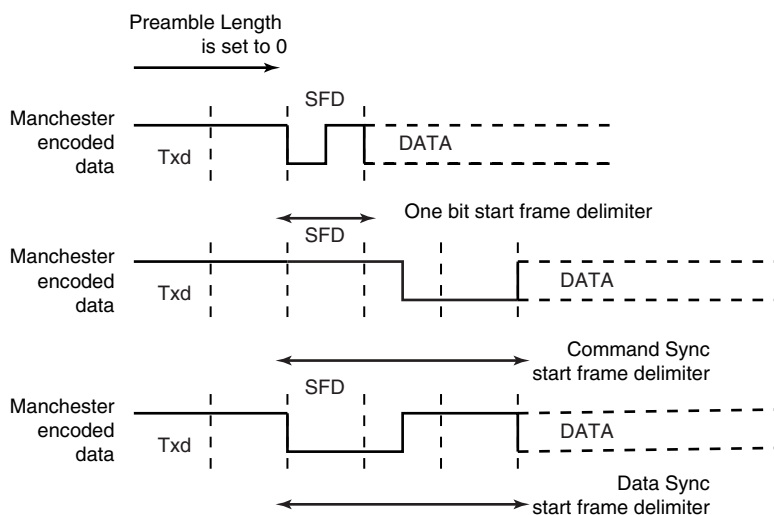 Preamble Length
is set to 0
SFD
Manchester
encoded
data
Txd
DATA
One bit start frame delimiter
SFD
Manchester
encoded
data
Txd
DATA
Command Sync
start frame delimiter
SFD
Manchester
encoded
data
Txd
DATA
Data Sync
start frame delimiter